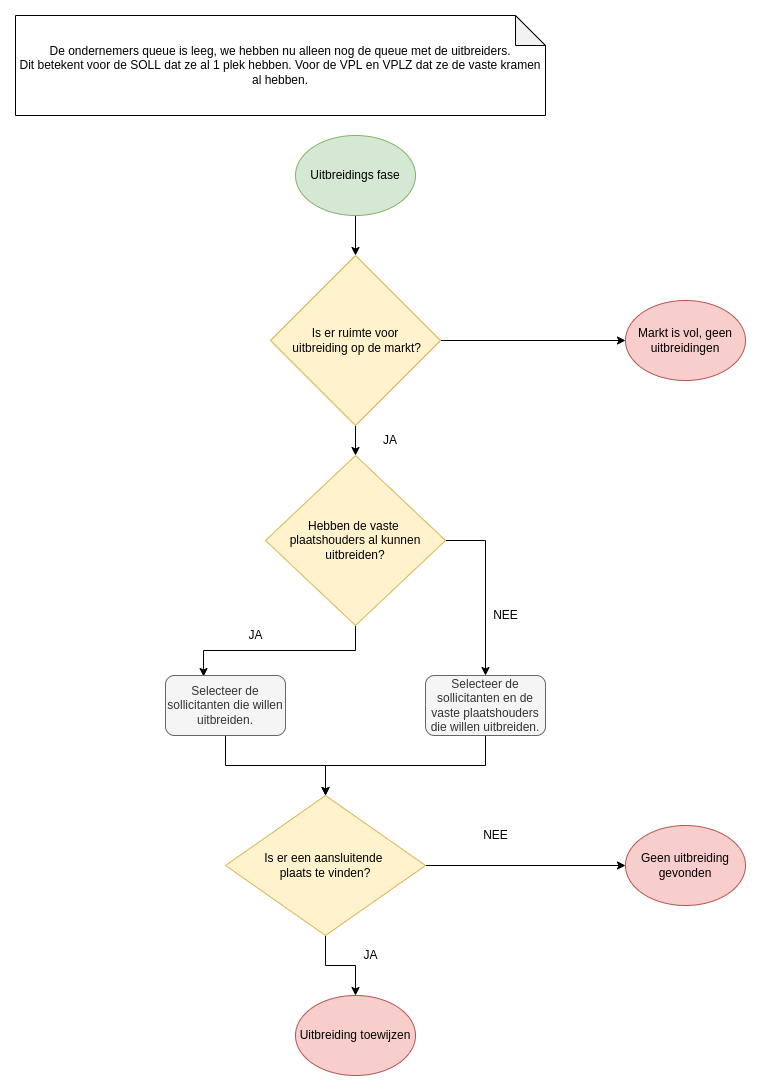 De ondernemers queue is leeg, we hebben nu alleen nog de queue met de uitbreiders.
Dit betekent voor de SOLL dat ze al 1 plek hebben. Voor de VPL en VPLZ dat ze de vaste kramen
al hebben.
Uitbreidings fase
Is er ruimte voor
uitbreiding op de markt?
Markt is vol, geen
uitbreidingen
JA
Hebben de vaste
plaatshouders al kunnen
uitbreiden?
NEE
JA
Selecteer de
sollicitanten die willen
uitbreiden.
Selecteer de
sollicitanten en de
vaste plaatshouders
die willen uitbreiden.
Is er een aansluitende
plaats te vinden?
NEE
Geen uitbreiding
gevonden
JA
Uitbreiding toewijzen